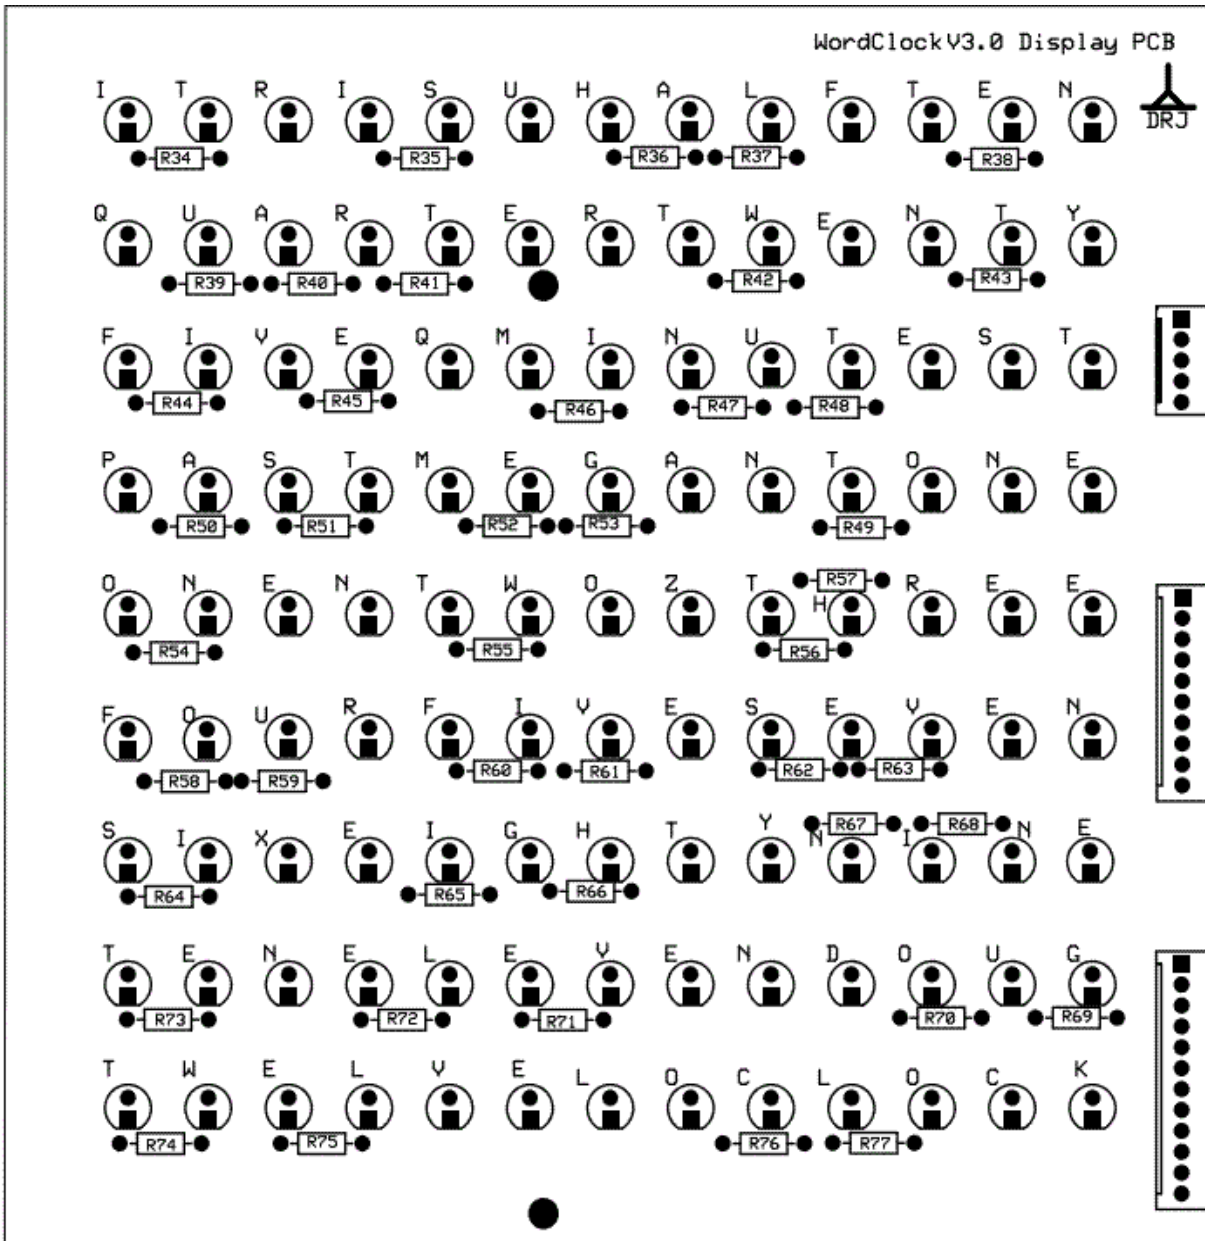 WordClockV3.0 Display PCB
DRJ
I T R I S U H A L F T E N
R34 R35 R36 R37 R38
Q U A R T E R T W E N T Y
R39 R40 R41 R42 R43
F I V E Q M I N U T E S T
R44 R45 R46 R47 R48
P A S T M E G A N T O N E
R50 R51 R52 R53 R49
R57
O N E N T W O Z T H R E E
R54 R55 R56
F O U R F I V E S E V E N
R58 R59 R60 R61 R62 R63
R67 R68
S I X E I G H T Y N I N E
R64 R65 R66
T E N E L E V E N D O U G
R73 R72 R71 R70 R69
T W E L V E L O C L O C K
R74 R75 R76 R77